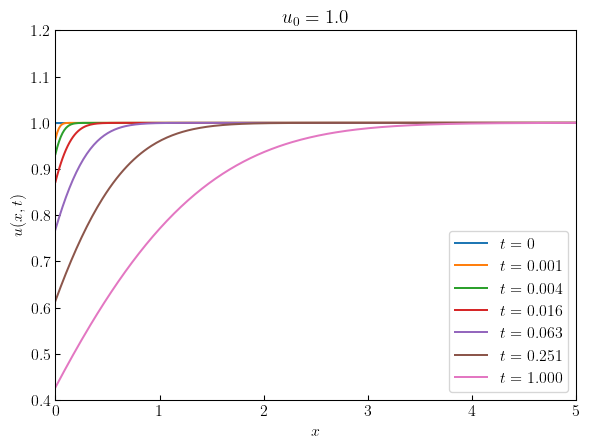 u₀ = 1.0
1.2
1.1
1.0
0.9
0.8
0.7
0.6
0.5
0.4
u(x, t)
t = 0
t = 0.001
t = 0.004
t = 0.016
t = 0.063
t = 0.251
t = 1.000
0 1 2 3 4 5
x